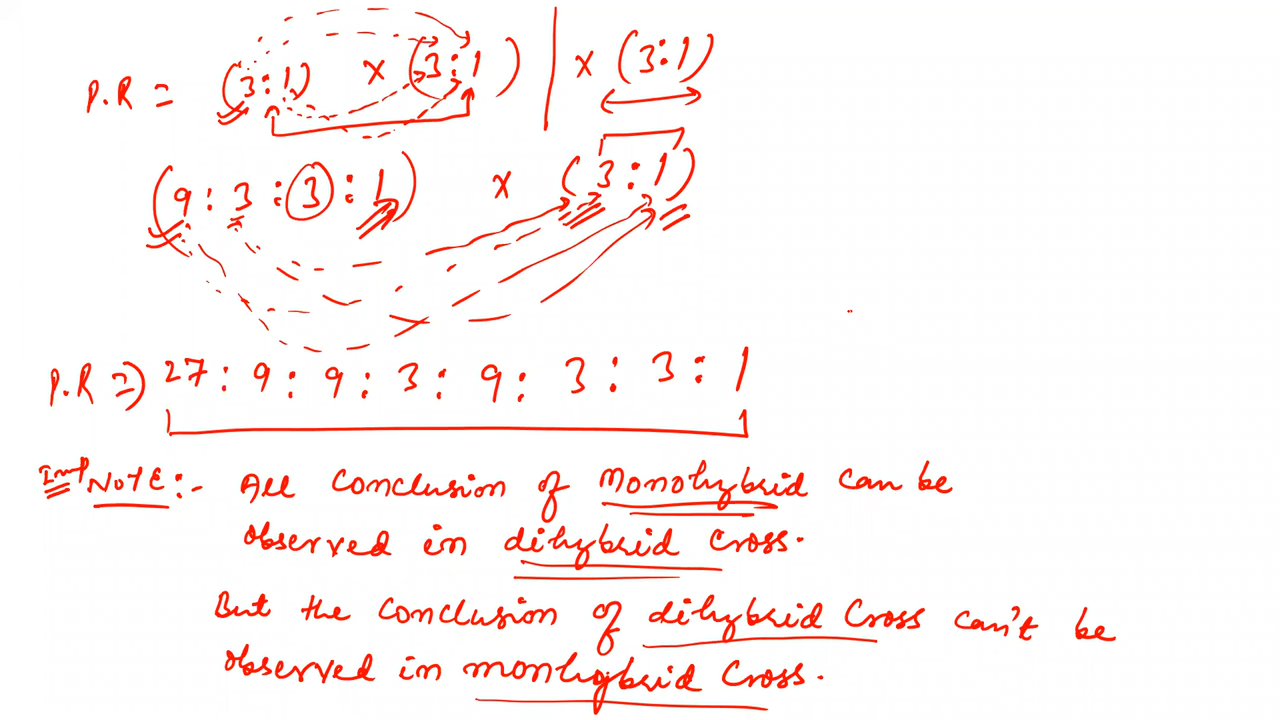 P.R = (3:1) x (3:1) | x (3:1)
(9:3:3:1) x (3:1)
P.R => 27:9:9:3:9:3:3:1
Imp NOTE:- All Conclusion of Monohybrid can be
observed in dihybrid Cross.
But the Conclusion of dihybrid Cross can't be
observed in monhybrid Cross.